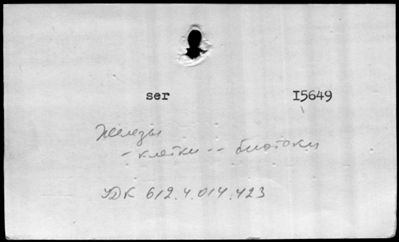 ser I5649
Железы
- клетки -- биотоки
УДК 612.4.014.423